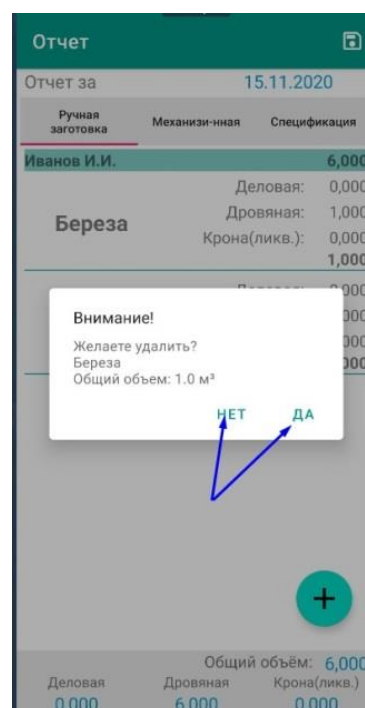 Отчет
Отчет за 15.11.2020
Ручная заготовка Механизи-нная Спецификация
Иванов И.И. 6,000
Деловая: 0,000
Береза Дровяная: 1,000
Крона(ликв.): 0,000
1,000
Внимание!
Желаете удалить?
Береза
Общий объем: 1.0 м³
НЕТ ДА
+
Общий объём: 6,000
Деловая Дровяная Крона(ликв.)
0,000 6,000 0,000